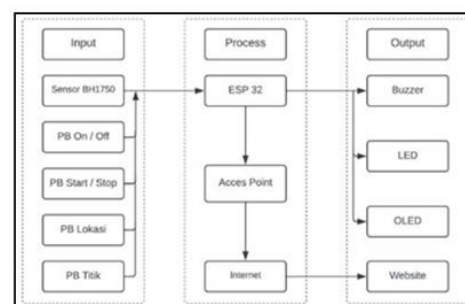 Input
Process
Output
Sensor BH1750
ESP 32
Buzzer
PB On / Off
LED
PB Start / Stop
Acces Point
PB Lokasi
OLED
PB Titik
Internet
Website